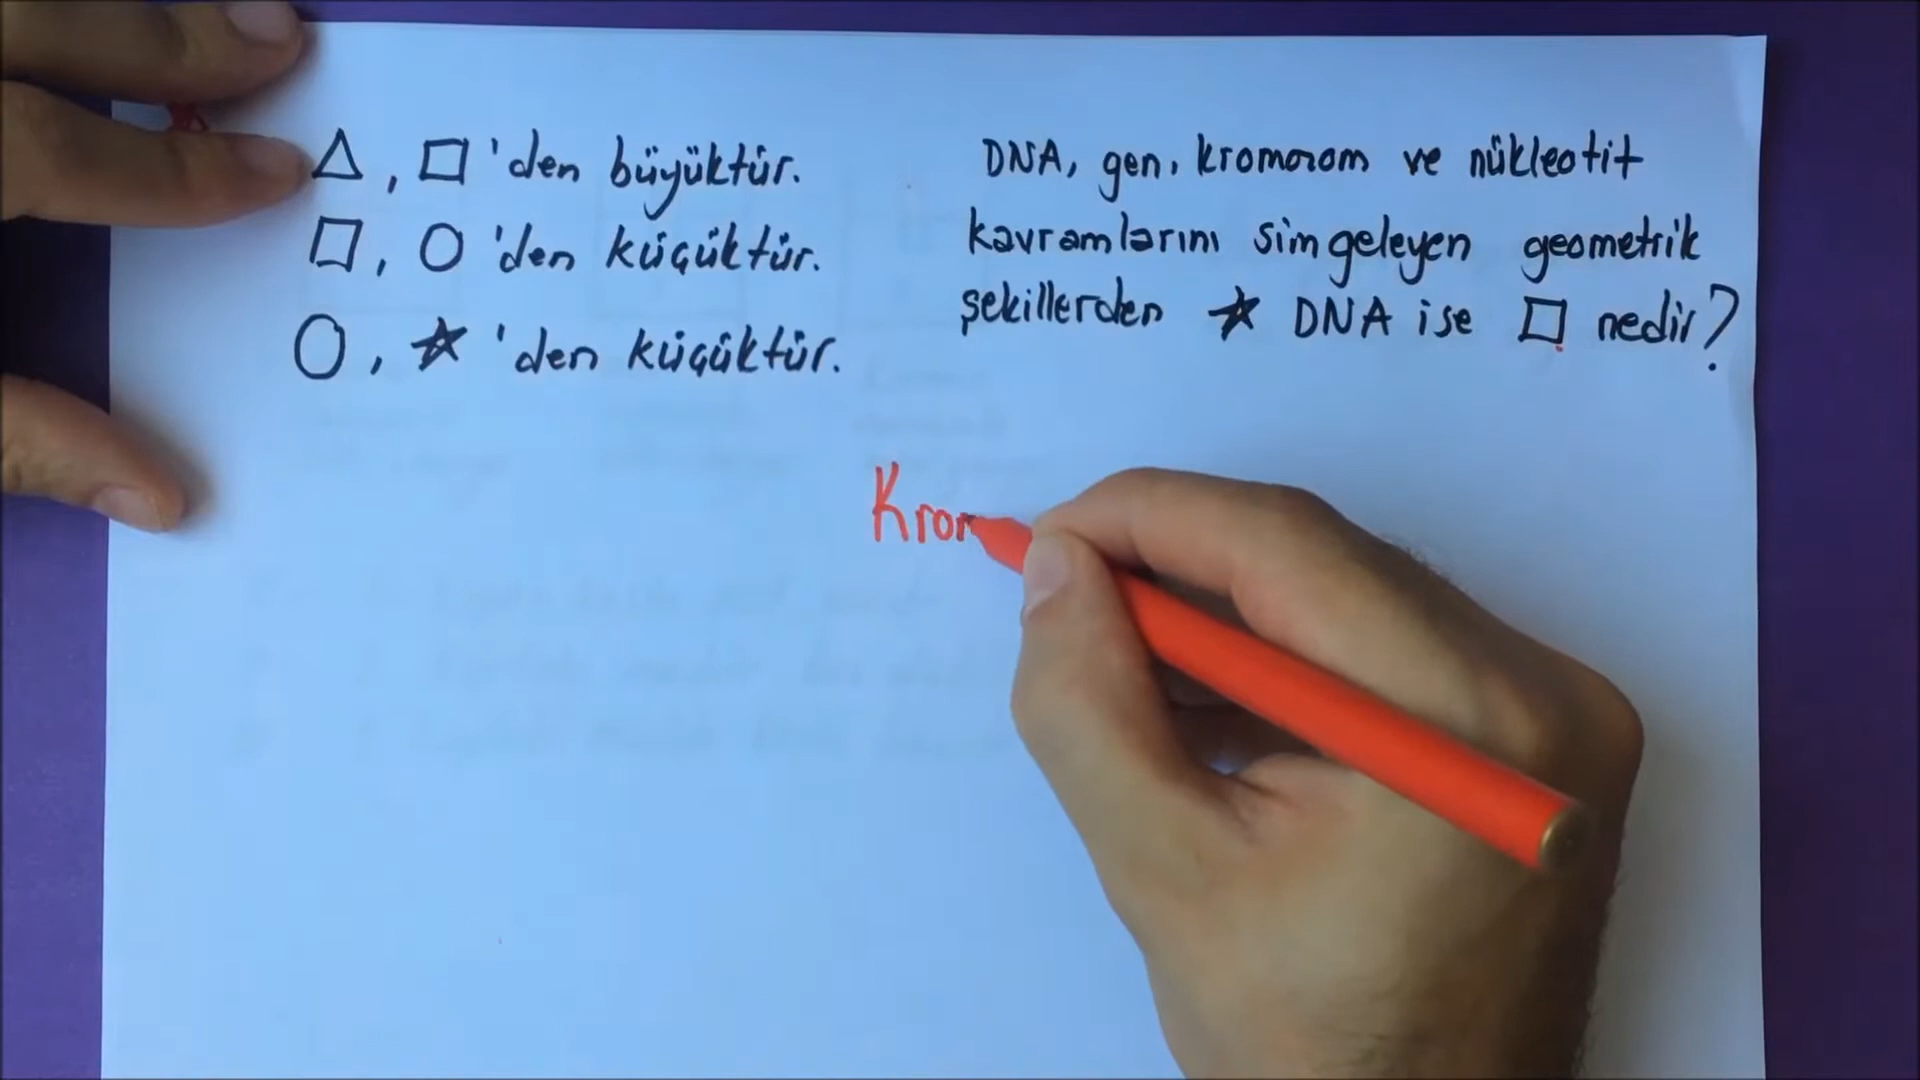 △, □ 'den büyüktür.
□, ○ 'den küçüktür.
○, ☆ 'den küçüktür.
DNA, gen, kromozom ve nükleotit
kavramlarını simgeleyen geometrik
şekillerden ☆ DNA ise □ nedir?
Krom